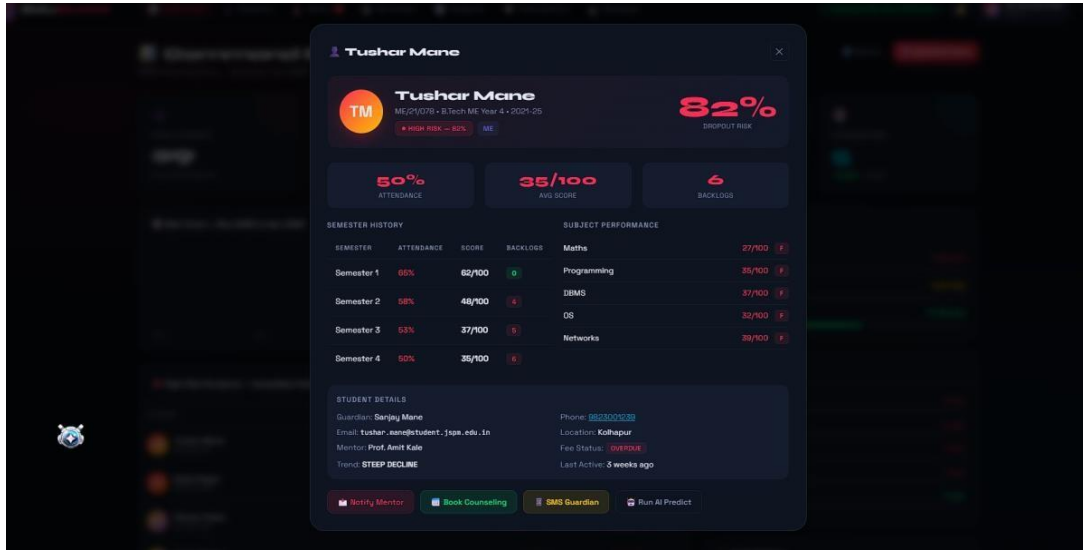 Tushar Mane
×
TM
Tushar Mane
ME/21/078 • B.Tech ME Year 4 • 2021-25
HIGH RISK — 82% ME
82%
DROPOUT RISK
50%
ATTENDANCE
35/100
AVG SCORE
6
BACKLOGS
SEMESTER HISTORY
SEMESTER ATTENDANCE SCORE BACKLOGS
Semester 1 65% 62/100 0
Semester 2 58% 48/100 4
Semester 3 53% 37/100 5
Semester 4 50% 35/100 6
SUBJECT PERFORMANCE
Maths 27/100 F
Programming 35/100 F
DBMS 37/100 F
OS 32/100 F
Networks 39/100 F
STUDENT DETAILS
Guardian: Sanjay Mane
Phone: 9823001239
Email: tushar.mane@student.jspm.edu.in
Location: Kolhapur
Mentor: Prof. Amit Kale
Fee Status: OVERDUE
Trend: STEEP DECLINE
Last Active: 3 weeks ago
Notify Mentor
Book Counseling
SMS Guardian
Run AI Predict